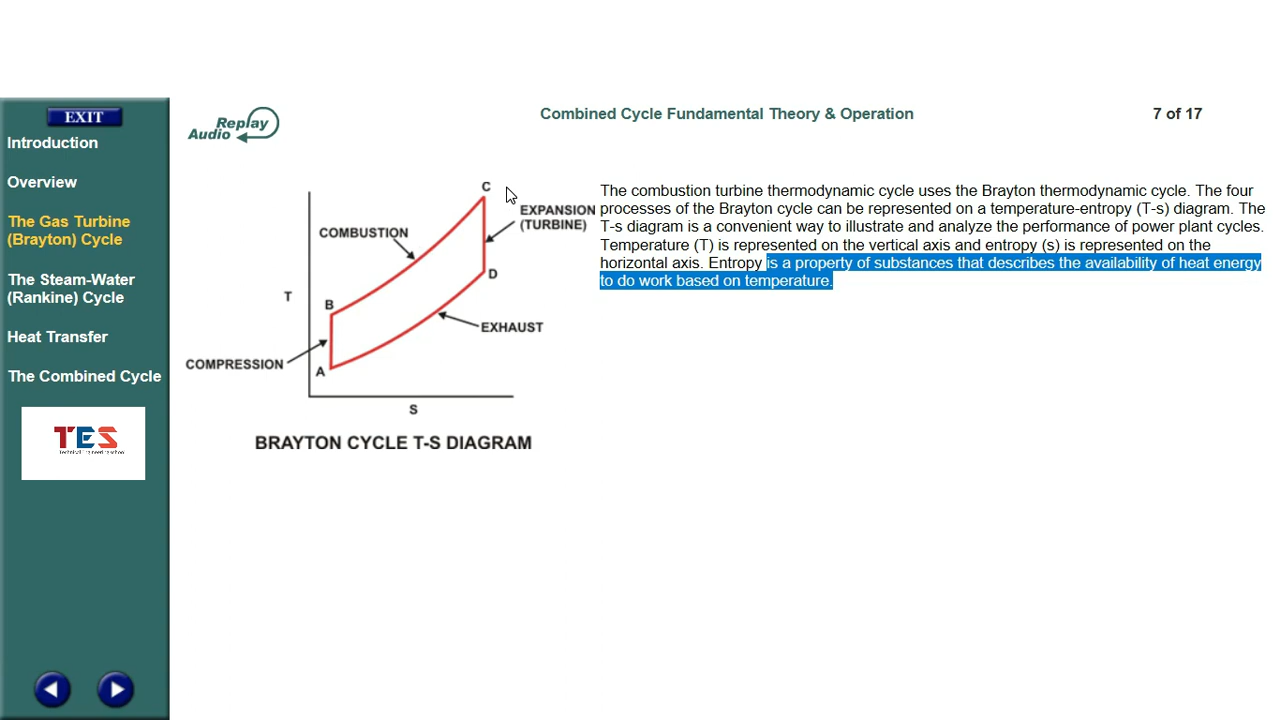 EXIT
Introduction
Overview
The Gas Turbine
(Brayton) Cycle
The Steam-Water
(Rankine) Cycle
Heat Transfer
The Combined Cycle
TES
Replay
Audio
Combined Cycle Fundamental Theory & Operation
7 of 17
C
EXPANSION
(TURBINE)
COMBUSTION
D
T
B
EXHAUST
COMPRESSION
A
S
BRAYTON CYCLE T-S DIAGRAM
The combustion turbine thermodynamic cycle uses the Brayton thermodynamic cycle. The four
processes of the Brayton cycle can be represented on a temperature-entropy (T-s) diagram. The
T-s diagram is a convenient way to illustrate and analyze the performance of power plant cycles.
Temperature (T) is represented on the vertical axis and entropy (s) is represented on the
horizontal axis. Entropy is a property of substances that describes the availability of heat energy
to do work based on temperature.